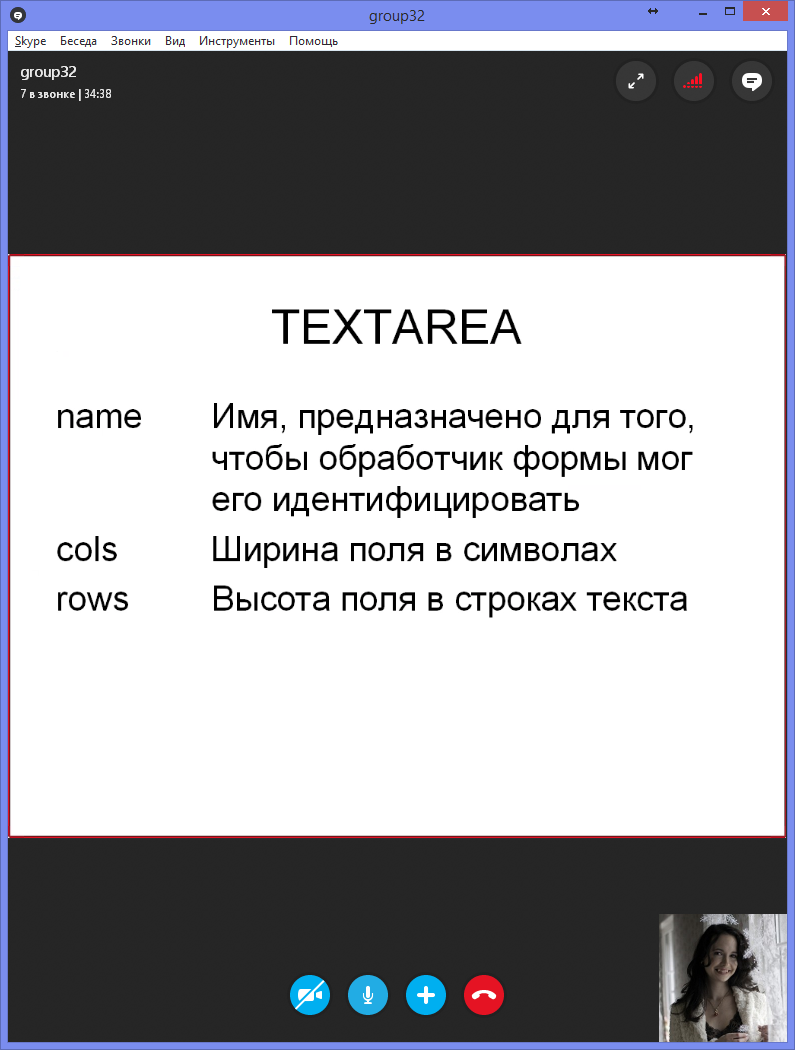 group32
Skype Беседа Звонки Вид Инструменты Помощь
group32
7 в звонке | 34:38
TEXTAREA
name Имя, предназначено для того,
чтобы обработчик формы мог
его идентифицировать
cols Ширина поля в символах
rows Высота поля в строках текста